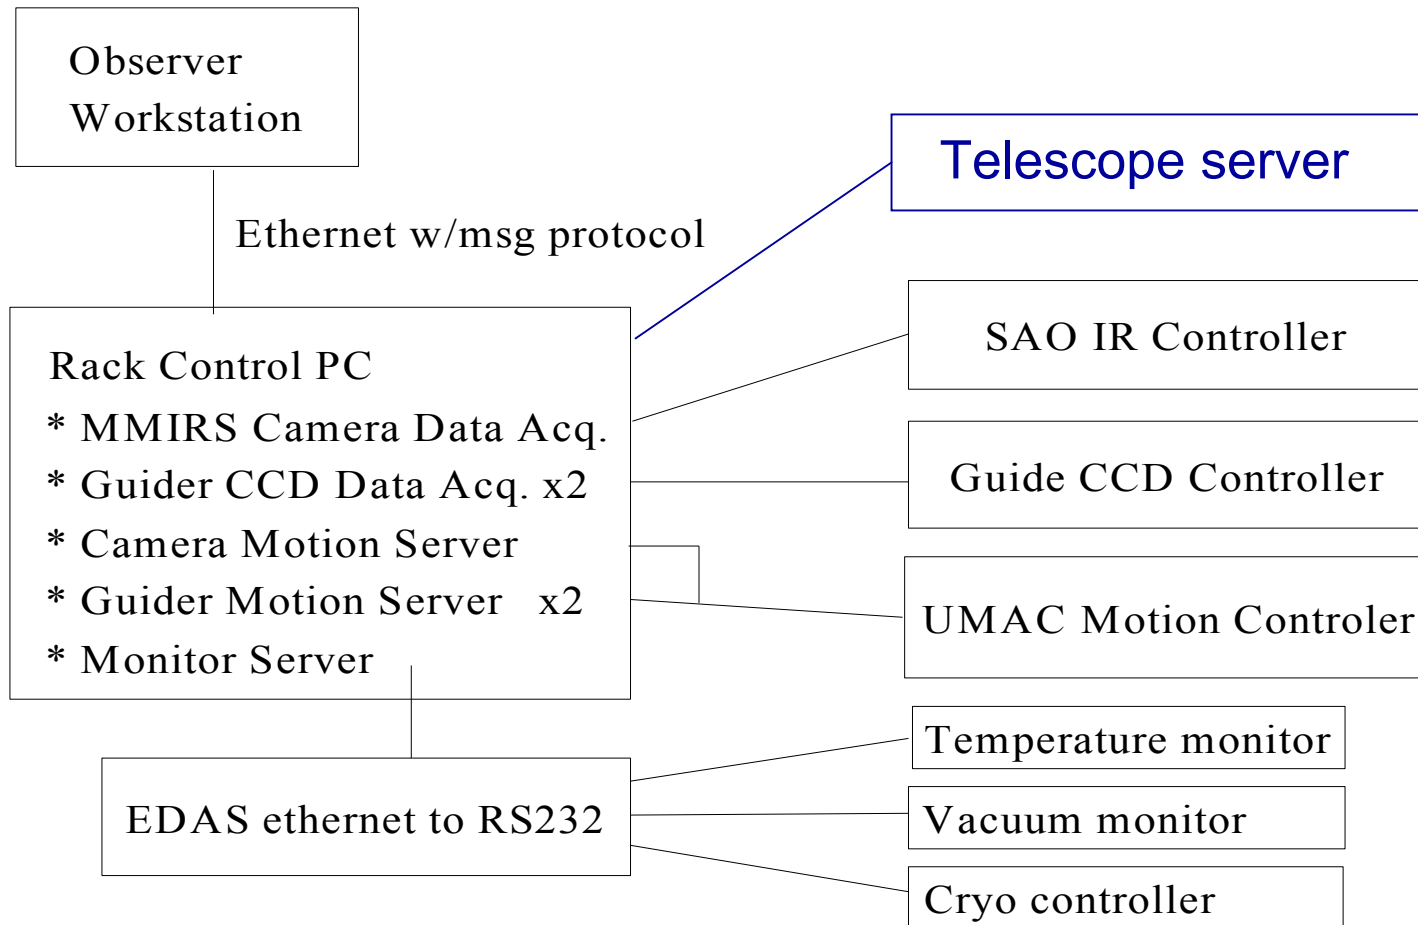 Observer
Workstation
Telescope server
Ethernet w/msg protocol
SAO IR Controller
Rack Control PC
* MMIRS Camera Data Acq.
* Guider CCD Data Acq. x2
Guide CCD Controller
* Camera Motion Server
* Guider Motion Server x2
UMAC Motion Controler
* Monitor Server
Temperature monitor
EDAS ethernet to RS232
Vacuum monitor
Cryo controller